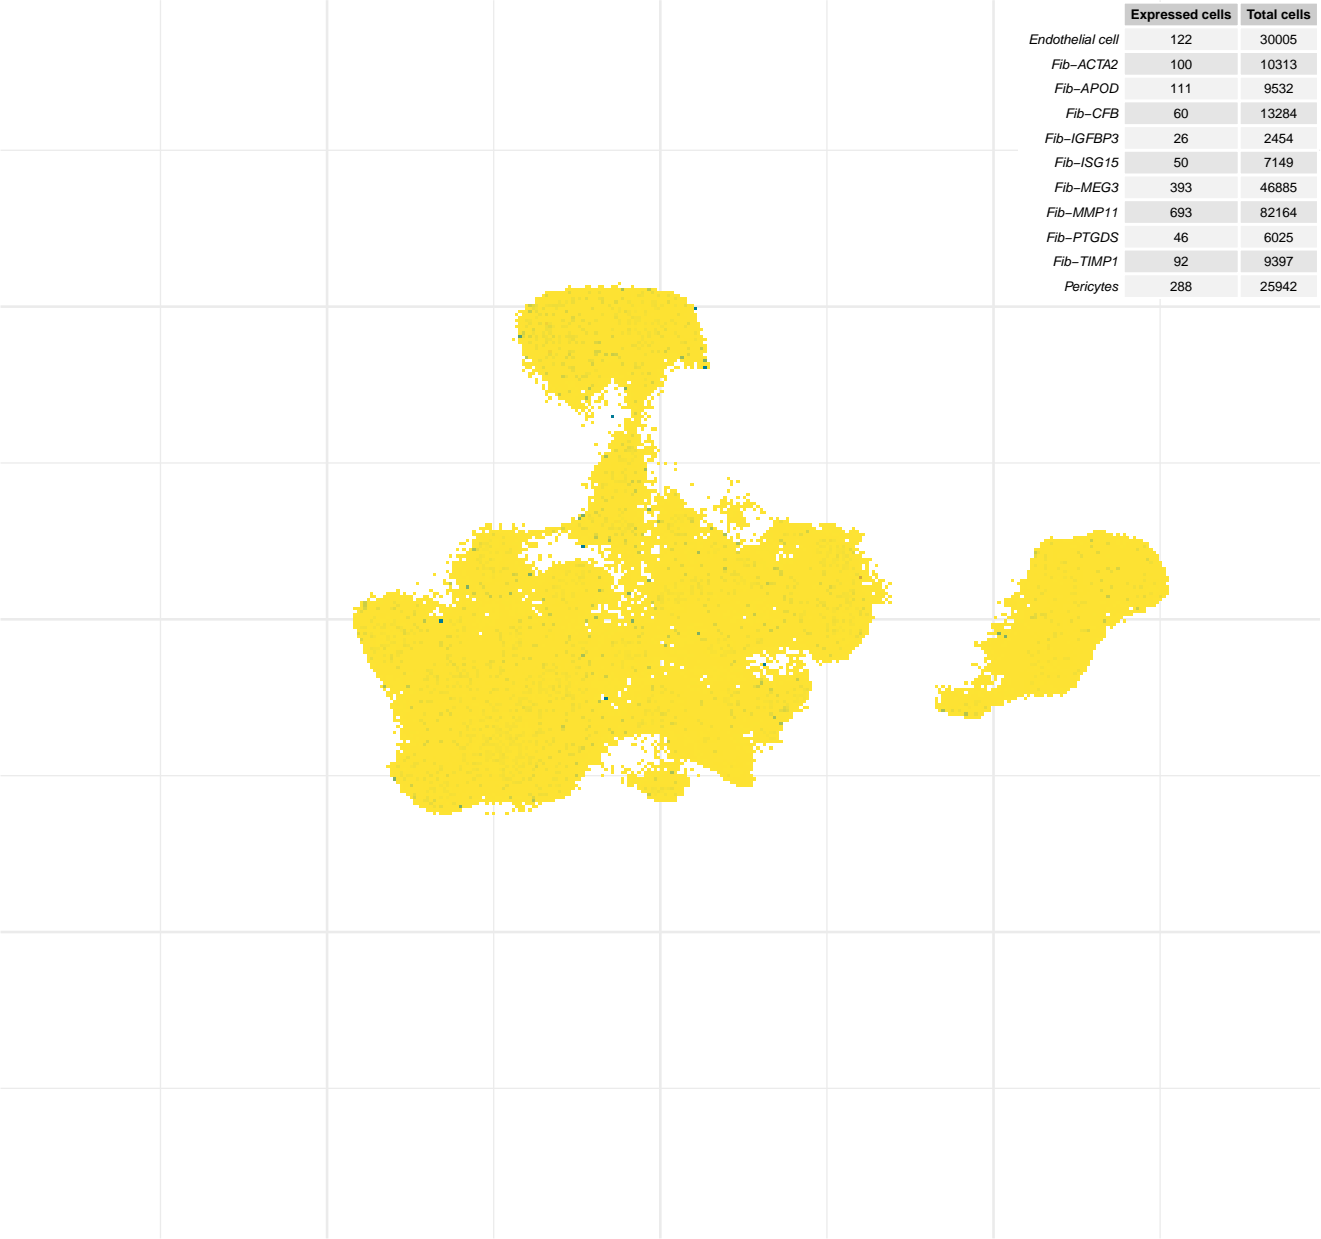 Expressed cells Total cells
Endothelial cell 122 30005
Fib−ACTA2 100 10313
Fib−APOD 111 9532
Fib−CFB 60 13284
Fib−IGFBP3 26 2454
Fib−ISG15 50 7149
Fib−MEG3 393 46885
Fib−MMP11 693 82164
Fib−PTGDS 46 6025
Fib−TIMP1 92 9397
Pericytes 288 25942